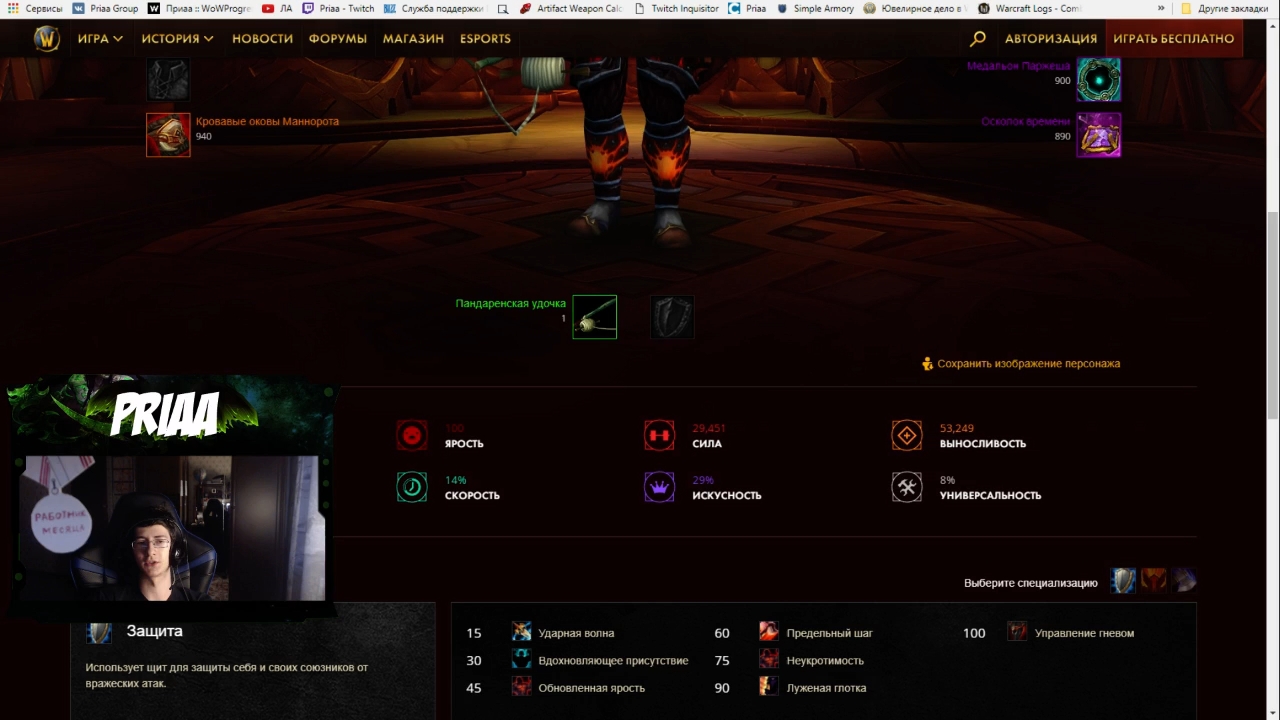 Сервисы Priaa Group Приаа :: WoWProgre ЛА Priaa - Twitch Служба поддержки Artifact Weapon Calc Twitch Inquisitor Priaa Simple Armory Ювелирное дело в Warcraft Logs - Com » Другие закладки
ИГРА ИСТОРИЯ НОВОСТИ ФОРУМЫ МАГАЗИН ESPORTS АВТОРИЗАЦИЯ ИГРАТЬ БЕСПЛАТНО
Медальон Паржеша
900
Кровавые оковы Маннорота
940
Осколок времени
890
Пандаренская удочка
1
Сохранить изображение персонажа
PRIAA
100
ЯРОСТЬ
29,451
СИЛА
53,249
ВЫНОСЛИВОСТЬ
14%
СКОРОСТЬ
29%
ИСКУСНОСТЬ
8%
УНИВЕРСАЛЬНОСТЬ
РАБОТНИК
МЕСЯЦА
Выберите специализацию
Защита
Использует щит для защиты себя и своих союзников от
вражеских атак.
15 Ударная волна 60 Предельный шаг 100 Управление гневом
30 Вдохновляющее присутствие 75 Неукротимость
45 Обновленная ярость 90 Луженая глотка